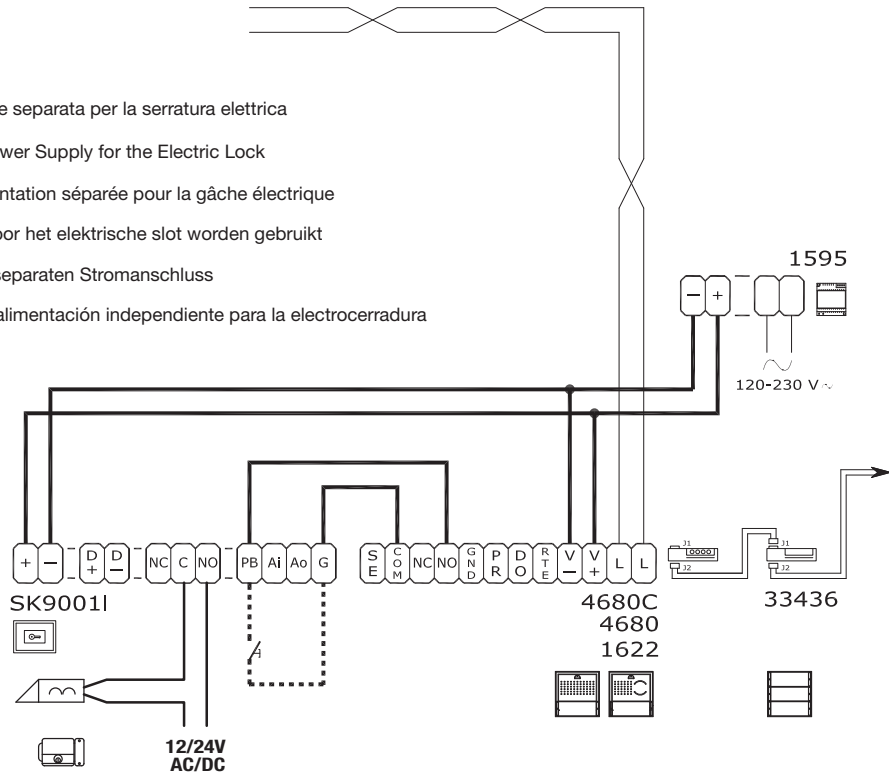 e separata per la serratura elettrica
wer Supply for the Electric Lock
ntation séparée pour la gâche électrique
oor het elektrische slot worden gebruikt
separaten Stromanschluss
alimentación independiente para la electrocerradura
1595
− +
120-230 V ~
+ − D+ D− NC C NO PB Ai Ao G SE COM NC NO GND PR DO RTE V− V+ L L
J1 J1
J2 J2
SK9001I
4680C 33436
4680
1622
12/24V
AC/DC